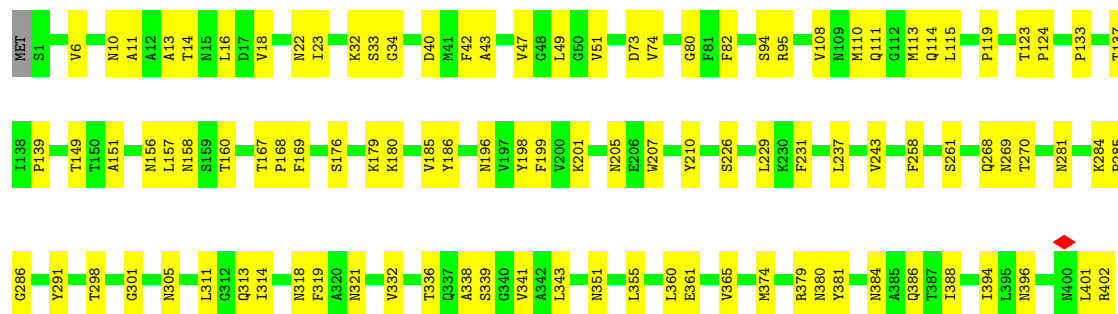 MET S1 V6 N10 A11 A12 A13 T14 N15 L16 D17 V18 N22 I23 K32 S33 G34 D40 M41 F42 A43 V47 G48 L49 G50 V51 D73 V74 G80 F81 F82 S94 R95 V108 N109 M110 Q111 G112 M113 Q114 L115 P119 T123 P124 P133 T137
I138 P139 T149 T150 A151 N156 L157 N158 S159 T160 T167 P168 F169 S176 K179 K180 V185 Y186 N196 V197 Y198 F199 V200 K201 N205 E206 W207 Y210 S226 L229 K230 F231 L237 V243 F258 S261 Q268 N269 T270 N281 K284 P285
G286 Y291 T298 G301 N305 L311 G312 Q313 I314 N318 F319 A320 N321 V332 T336 Q337 A338 S339 G340 V341 A342 L343 N351 L355 L360 E361 V365 M374 R379 N380 Y381 N384 A385 Q386 T387 I388 I394 L395 N396 N400 L401 R402